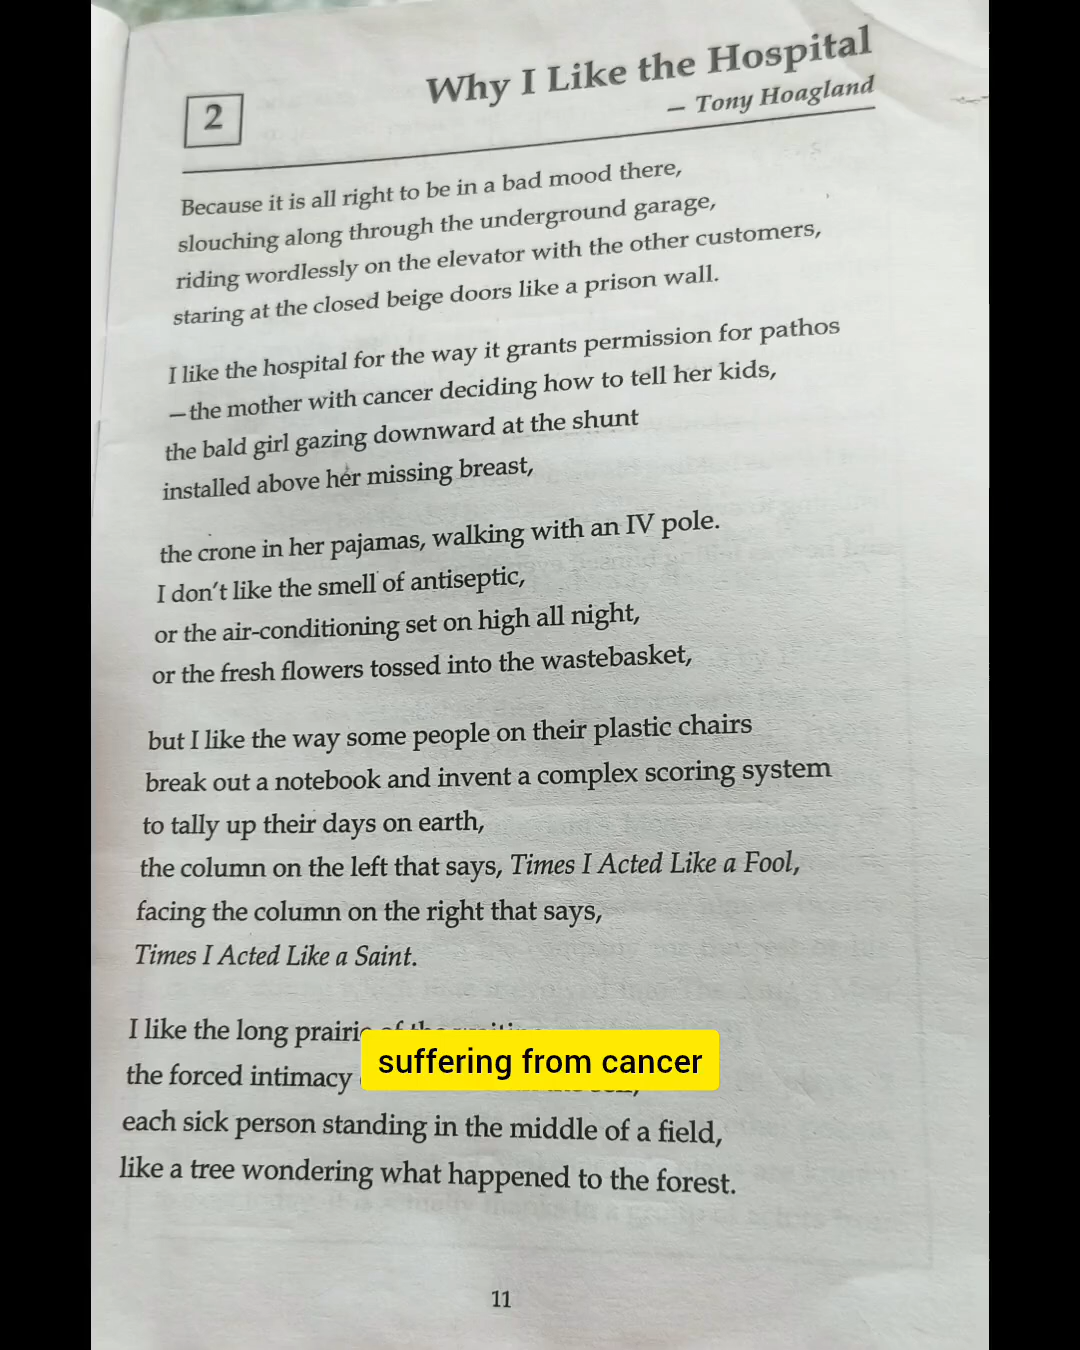 2
Why I Like the Hospital
— Tony Hoagland
Because it is all right to be in a bad mood there,
slouching along through the underground garage,
riding wordlessly on the elevator with the other customers,
staring at the closed beige doors like a prison wall.
I like the hospital for the way it grants permission for pathos
—the mother with cancer deciding how to tell her kids,
the bald girl gazing downward at the shunt
installed above her missing breast,
the crone in her pajamas, walking with an IV pole.
I don't like the smell of antiseptic,
or the air-conditioning set on high all night,
or the fresh flowers tossed into the wastebasket,
but I like the way some people on their plastic chairs
break out a notebook and invent a complex scoring system
to tally up their days on earth,
the column on the left that says, Times I Acted Like a Fool,
facing the column on the right that says,
Times I Acted Like a Saint.
I like the long prairie of the
suffering from cancer
the forced intimacy
each sick person standing in the middle of a field,
like a tree wondering what happened to the forest.
11